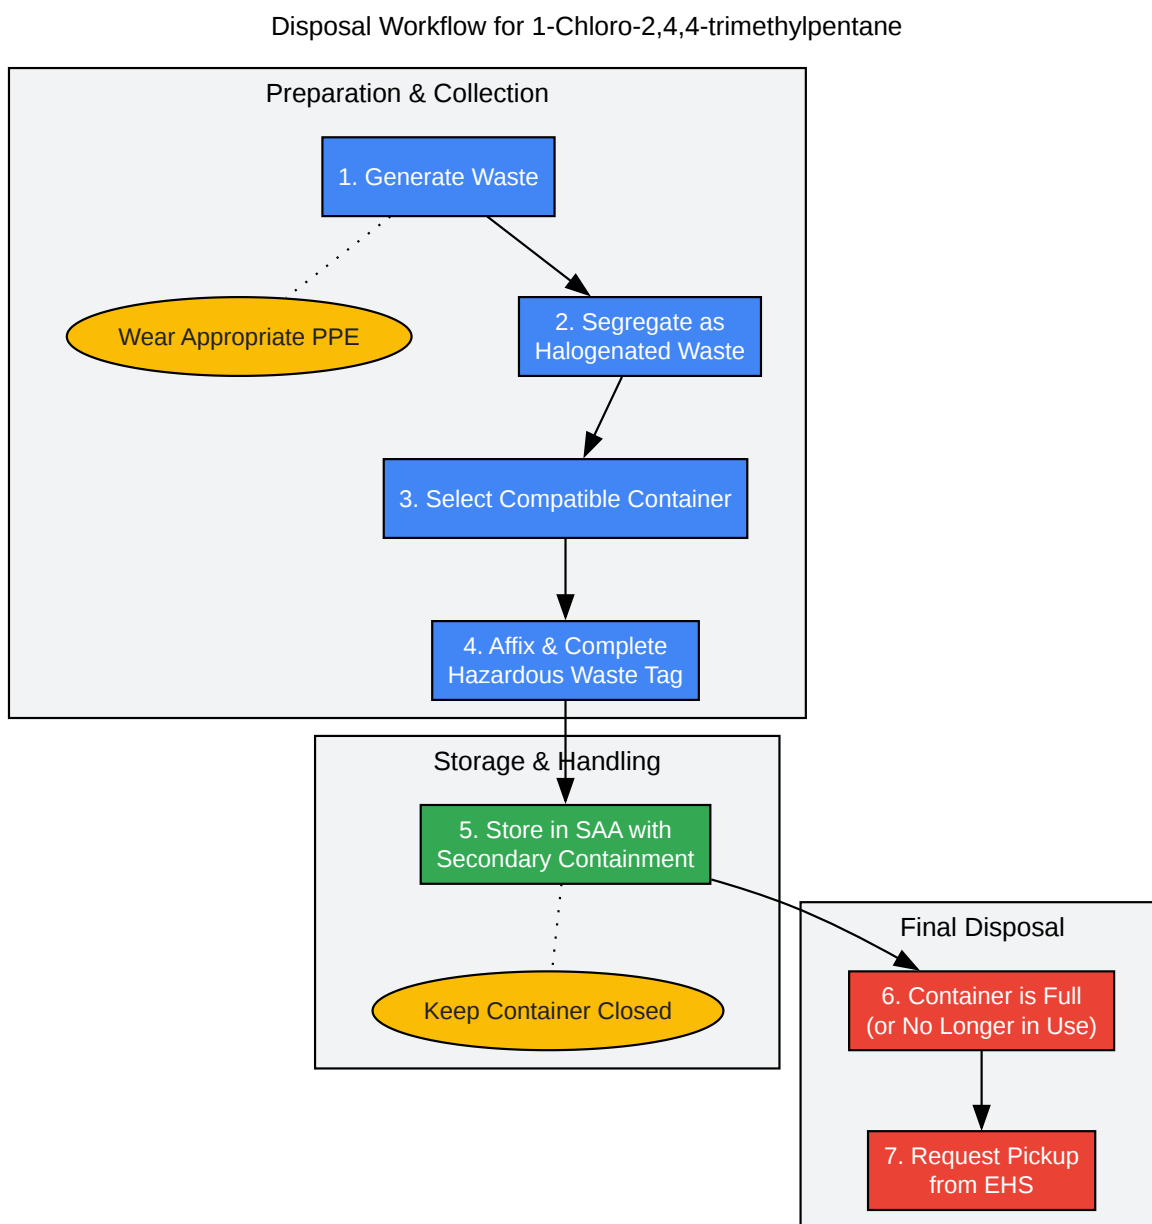 Disposal Workflow for 1-Chloro-2,4,4-trimethylpentane
Preparation & Collection
1. Generate Waste
Wear Appropriate PPE
2. Segregate as
Halogenated Waste
3. Select Compatible Container
4. Affix & Complete
Hazardous Waste Tag
Storage & Handling
5. Store in SAA with
Secondary Containment
Keep Container Closed
Final Disposal
6. Container is Full
(or No Longer in Use)
7. Request Pickup
from EHS